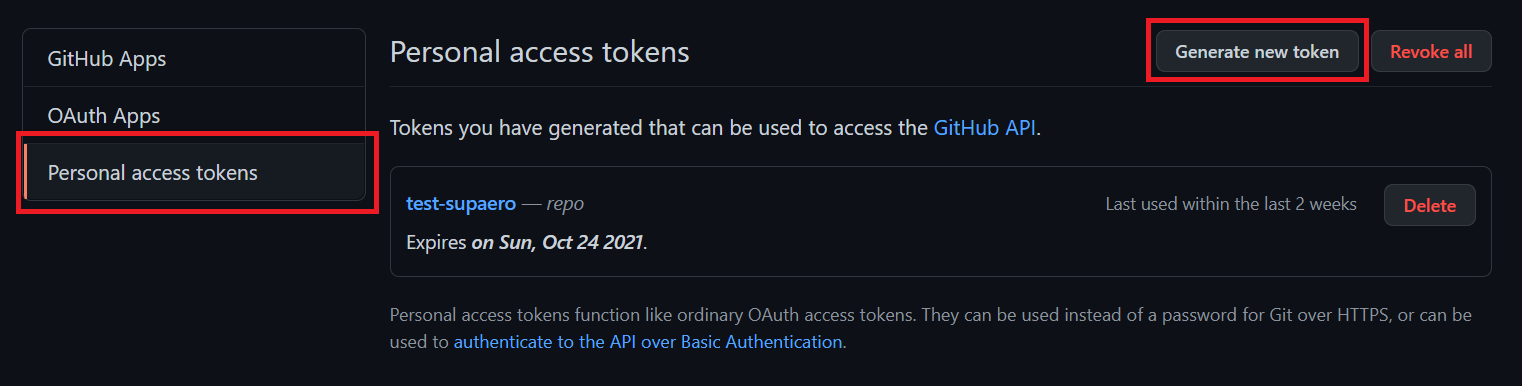 GitHub Apps
OAuth Apps
Personal access tokens
Personal access tokens
Generate new token
Revoke all
Tokens you have generated that can be used to access the GitHub API.
test-supaero — repo
Last used within the last 2 weeks
Delete
Expires on Sun, Oct 24 2021.
Personal access tokens function like ordinary OAuth access tokens. They can be used instead of a password for Git over HTTPS, or can be
used to authenticate to the API over Basic Authentication.